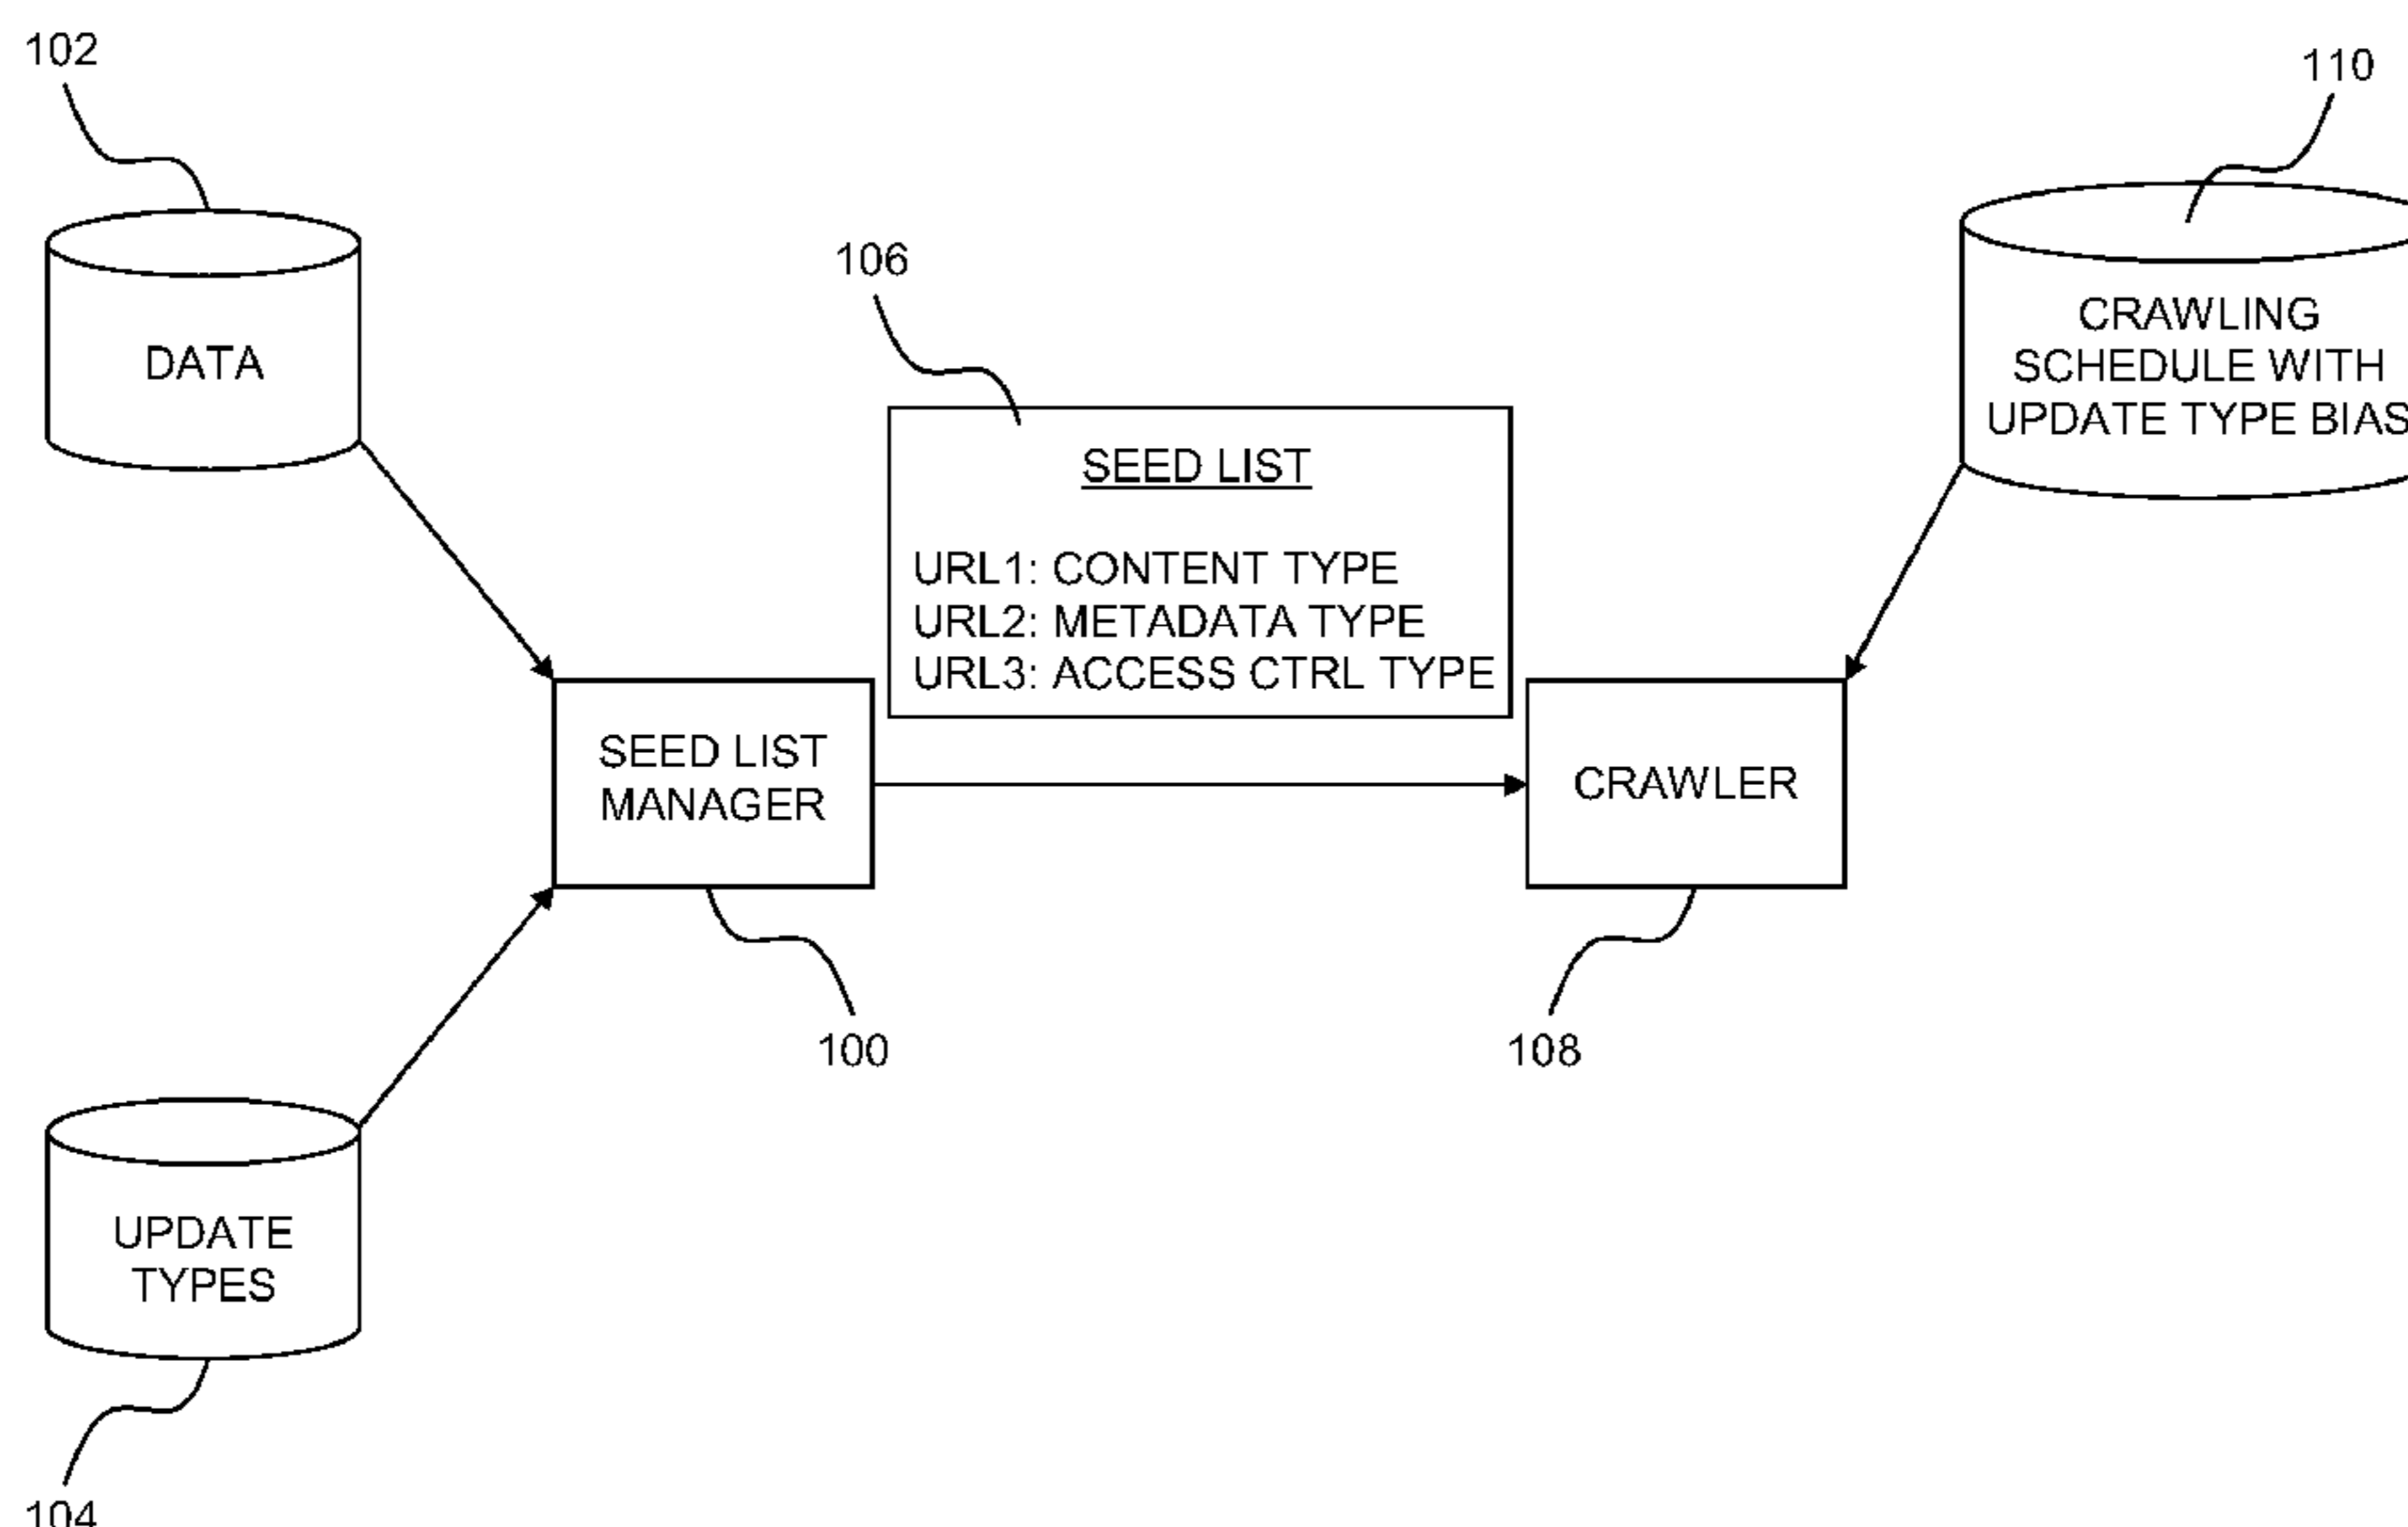 102
110
DATA
106
CRAWLING
SCHEDULE WITH
UPDATE TYPE BIAS
SEED LIST
URL1: CONTENT TYPE
URL2: METADATA TYPE
URL3: ACCESS CTRL TYPE
SEED LIST
MANAGER
CRAWLER
100
108
UPDATE
TYPES
104